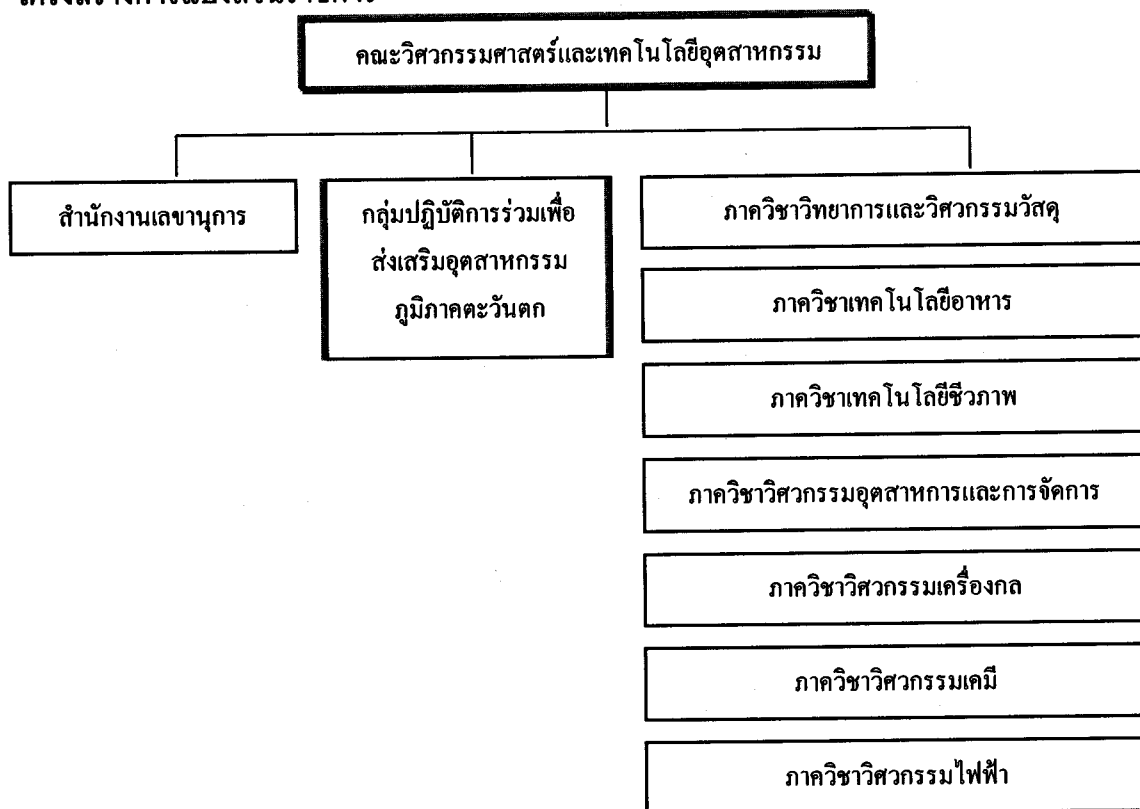 คณะวิศวกรรมศาสตร์และเทคโนโลยีอุตสาหกรรม
สำนักงานเลขานุการ
กลุ่มปฏิบัติการร่วมเพื่อ
ส่งเสริมอุตสาหกรรม
ภูมิภาคตะวันตก
ภาควิชาวิทยาการและวิศวกรรมวัสดุ
ภาควิชาเทคโนโลยีอาหาร
ภาควิชาเทคโนโลยีชีวภาพ
ภาควิชาวิศวกรรมอุตสาหการและการจัดการ
ภาควิชาวิศวกรรมเครื่องกล
ภาควิชาวิศวกรรมเคมี
ภาควิชาวิศวกรรมไฟฟ้า